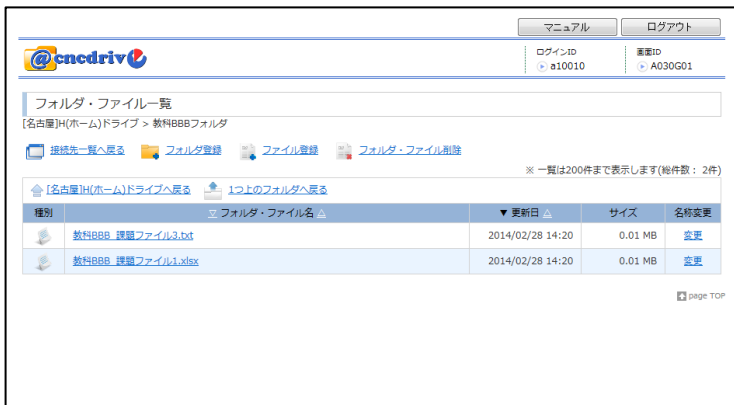 マニュアル ログアウト
@cncdriv ログインID 画面ID
a10010 A030G01
フォルダ・ファイル一覧
[名古屋]H(ホーム)ドライブ > 教科BBBフォルダ
接続先一覧へ戻る フォルダ登録 ファイル登録 フォルダ・ファイル削除
※ 一覧は200件まで表示します(総件数： 2件)
[名古屋]H(ホーム)ドライブへ戻る 1つ上のフォルダへ戻る
種別 ▽ フォルダ・ファイル名 △ ▼ 更新日 △ サイズ 名称変更
教科BBB_課題ファイル3.txt 2014/02/28 14:20 0.01 MB 変更
教科BBB_課題ファイル1.xlsx 2014/02/28 14:20 0.01 MB 変更
page TOP